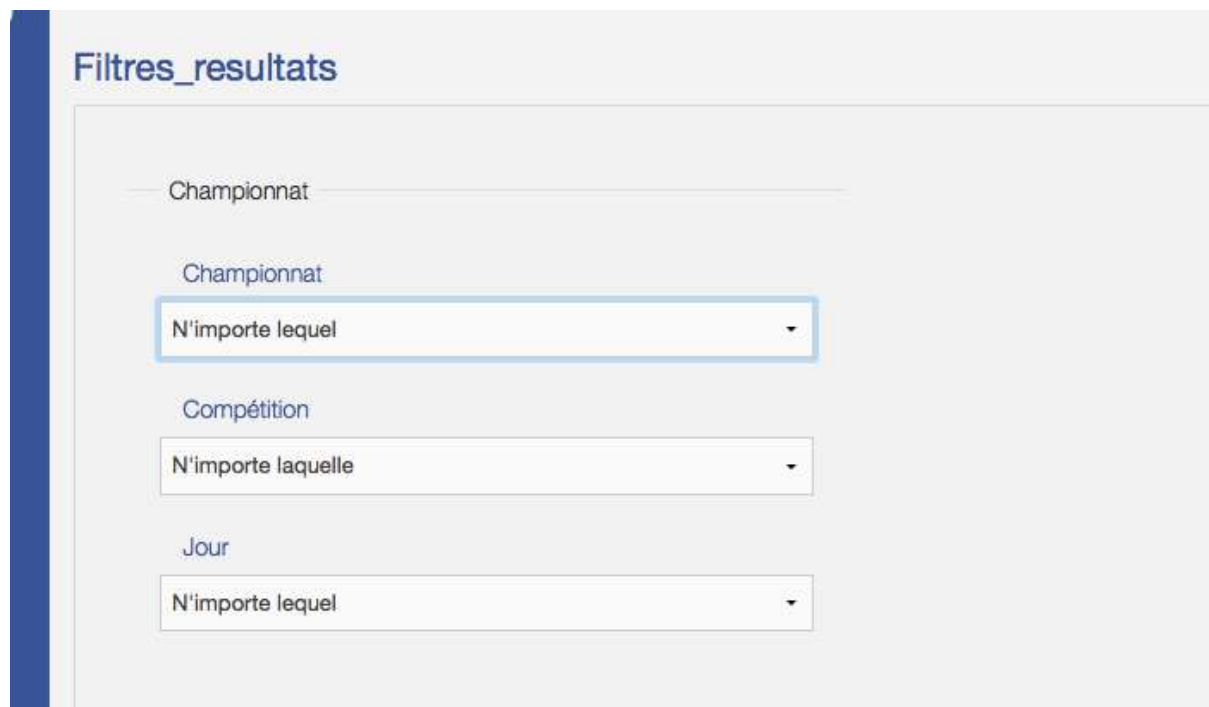 Filtres_resultats
Championnat
Championnat
N'importe lequel
Compétition
N'importe laquelle
Jour
N'importe lequel